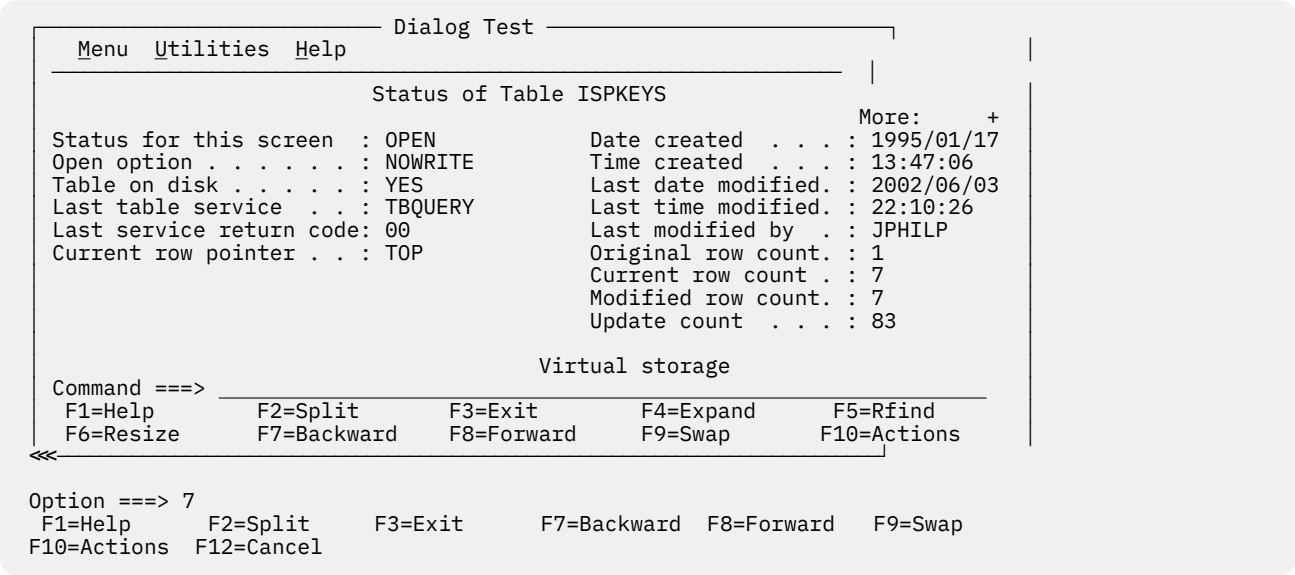 Dialog Test
Menu  Utilities  Help
Status of Table ISPKEYS
More:     +
Status for this screen  : OPEN         Date created  . . . : 1995/01/17
Open option . . . . . . : NOWRITE      Time created  . . . : 13:47:06
Table on disk . . . . . : YES          Last date modified. : 2002/06/03
Last table service  . . : TBQUERY      Last time modified. : 22:10:26
Last service return code: 00           Last modified by  . : JPHILP
Current row pointer . . : TOP          Original row count. : 1
Current row count . : 7
Modified row count. : 7
Update count  . . . : 83
Virtual storage
Command ===>
F1=Help        F2=Split       F3=Exit        F4=Expand      F5=Rfind
F6=Resize      F7=Backward    F8=Forward     F9=Swap       F10=Actions
<<<
Option ===> 7
F1=Help      F2=Split     F3=Exit      F7=Backward  F8=Forward   F9=Swap
F10=Actions  F12=Cancel